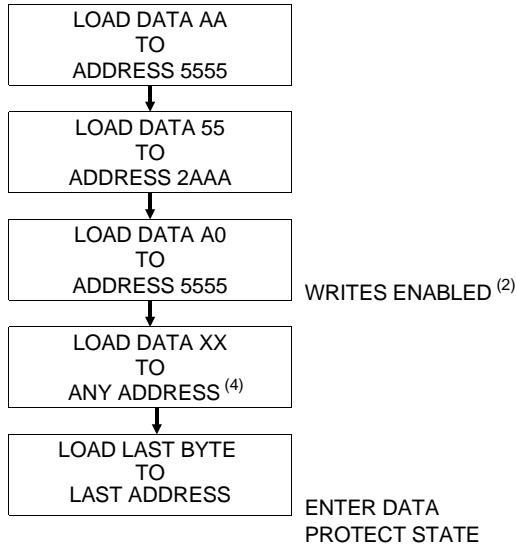 LOAD DATA AA
TO
ADDRESS 5555
LOAD DATA 55
TO
ADDRESS 2AAA
LOAD DATA A0
TO
ADDRESS 5555
WRITES ENABLED (2)
LOAD DATA XX
TO
ANY ADDRESS (4)
LOAD LAST BYTE
TO
LAST ADDRESS
ENTER DATA
PROTECT STATE